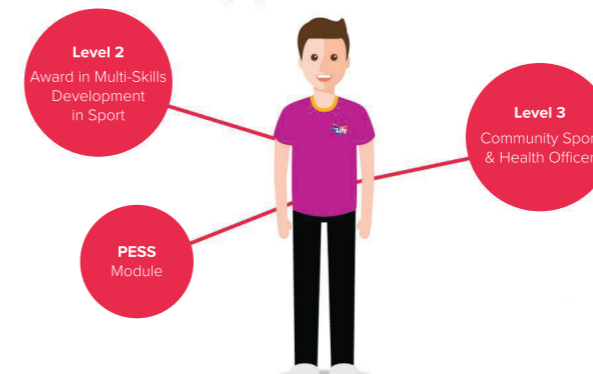 Level 2
Award in Multi-Skills
Development
in Sport
Level 3
Community Spor
& Health Officer
PESS
Module